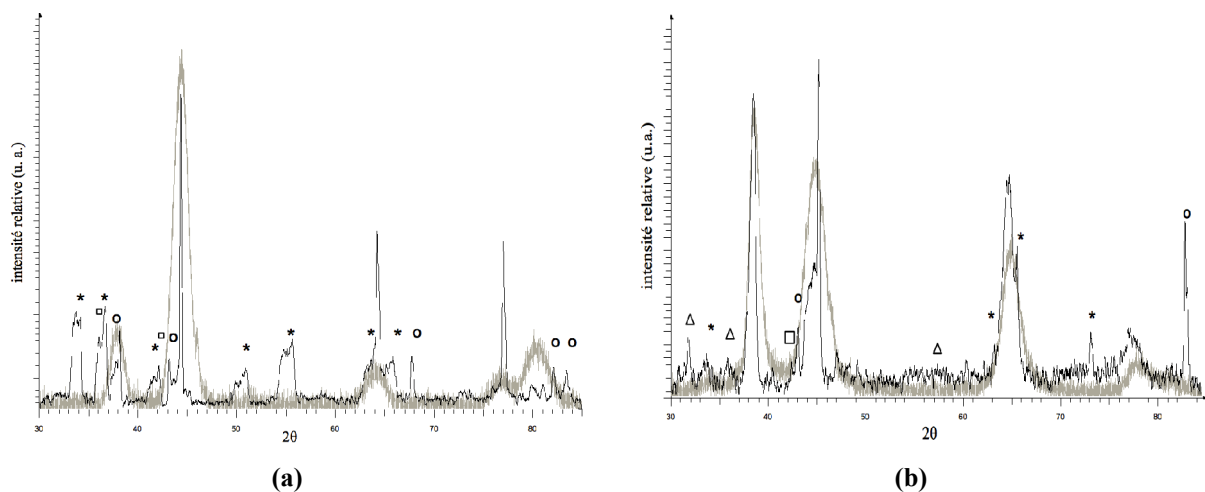 intensité relative (u. a.)
* * o * * * * * o o o
30 40 50 60 70 80
2θ
(a)
intensité relative (u.a.)
Δ * Δ o Δ * * * o
30 40 50 60 70 80
2θ
(b)